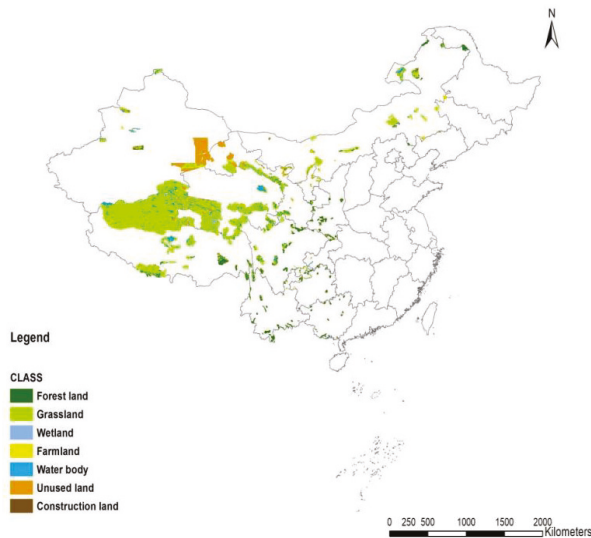 N
Legend
CLASS
Forest land
Grassland
Wetland
Farmland
Water body
Unused land
Construction land
0 250 500 1000 1500 2000
Kilometers